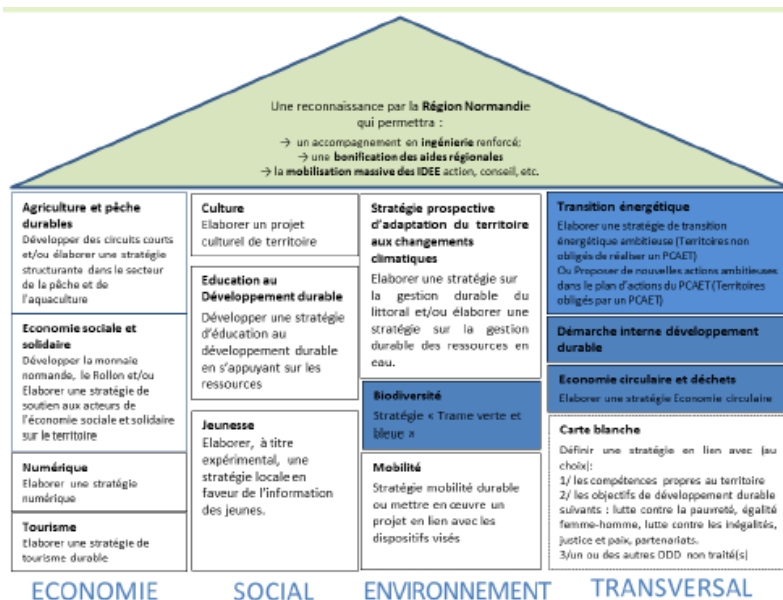 Une reconnaissance par la Région Normandie
qui permettra :
→ un accompagnement en ingénierie renforcé;
→ une bonification des aides régionales
→ la mobilisation massive des IDEE action, conseil, etc.
Agriculture et pêche
durables
Développer des circuits courts
et/ou élaborer une stratégie
structurante dans le secteur
de la pêche et de
l'aquaculture
Economie sociale et
solidaire
Développer la monnaie
normande, le Rollon et/ou
Elaborer une stratégie de
soutien aux acteurs de
l'économie sociale et solidaire
sur le territoire
Numérique
Elaborer une stratégie
numérique
Tourisme
Elaborer une stratégie de
tourisme durable
ECONOMIE
Culture
Elaborer un projet
culturel de territoire
Education au
Développement durable
Développer une stratégie
d'éducation au
développement durable
en s'appuyant sur les
ressources
Jeunesse
Elaborer, à titre
expérimental, une
stratégie locale en
faveur de l'information
des jeunes.
SOCIAL
Stratégie prospective
d'adaptation du territoire
aux changements
climatiques
Elaborer une stratégie sur
la gestion durable du
littoral et/ou élaborer une
stratégie sur la gestion
durable des ressources en
eau.
Biodiversité
Stratégie « Trame verte et
bleue »
Mobilité
Stratégie mobilité durable
ou mettre en œuvre un
projet en lien avec les
dispositifs visés
ENVIRONNEMENT
Transition énergétique
Elaborer une stratégie de transition
énergétique ambitieuse (Territoires non
obligés de réaliser un PCAET)
Ou Proposer de nouvelles actions ambitieuses
dans le plan d'actions du PCAET (Territoires
obligés par un PCAET)
Démarche interne développement
durable
Economie circulaire et déchets
Elaborer une stratégie Economie circulaire
Carte blanche
Définir une stratégie en lien avec (au
choix):
1/ les compétences propres au territoire
2/ les objectifs de développement durable
suivants : lutte contre la pauvreté, égalité
femme-homme, lutte contre les inégalités,
justice et paix, partenariats.
3/un ou des autres ODD non traité(s)
TRANSVERSAL